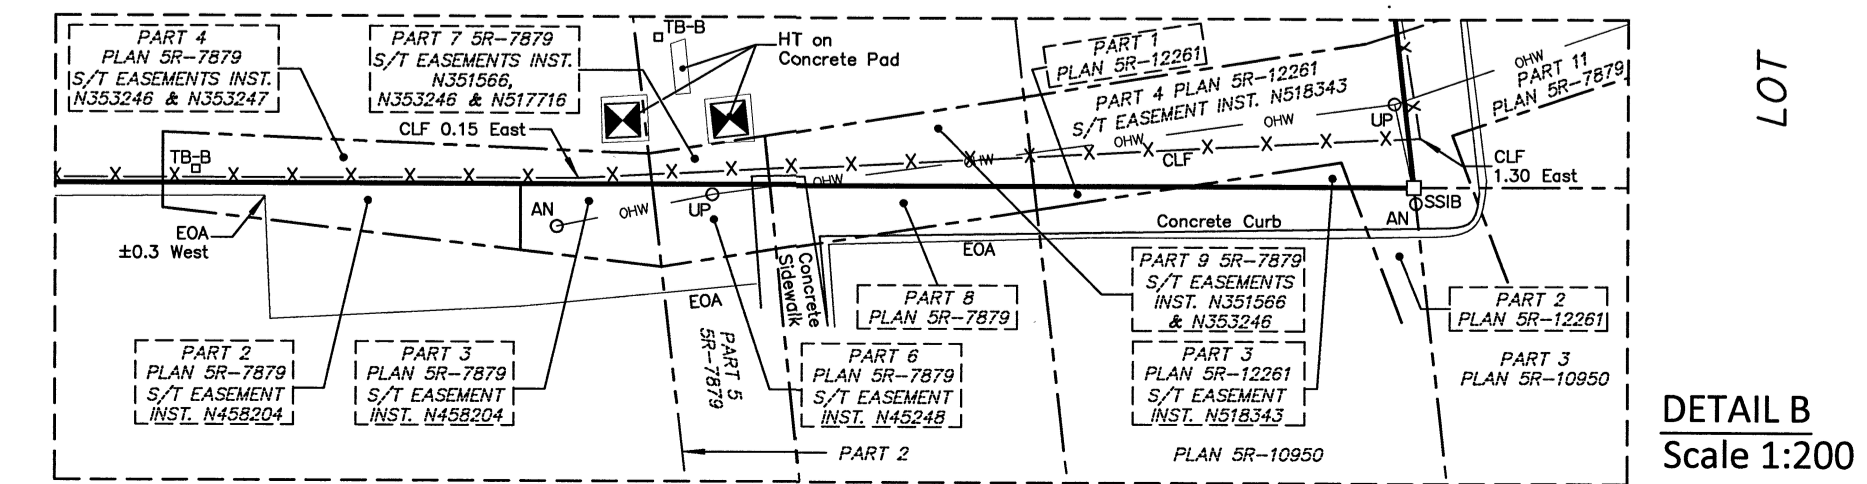 PART 4
PLAN 5R-7879
S/T EASEMENTS INST.
N353246 & N353247
PART 7 5R-7879
S/T EASEMENTS INST.
N351566,
N353246 & N517716
TB-B
HT on
Concrete Pad
PART 1
PLAN 5R-12261
PART 4 PLAN 5R-12261
S/T EASEMENT INST. N518343
OHW
PART 11
PLAN 5R-7879
LOT
CLF 0.15 East
TB-B
OHW
UP
OHW
OHW
CLF
CLF
1.30 East
OHW
AN
OHW
UP
SSIB
AN
EOA
±0.3 West
Concrete Curb
EOA
Concrete
Sidewalk
EOA
PART 8
PLAN 5R-7879
PART 9 5R-7879
S/T EASEMENTS
INST. N351566
& N353246
PART 2
PLAN 5R-12261
PART 2
PLAN 5R-7879
S/T EASEMENT
INST. N458204
PART 3
PLAN 5R-7879
S/T EASEMENT
INST. N458204
PART 5
5R-7879
PART 6
PLAN 5R-7879
S/T EASEMENT
INST. N45248
PART 3
PLAN 5R-12261
S/T EASEMENT
INST. N518343
PART 3
PLAN 5R-10950
PART 2
PLAN 5R-10950
DETAIL B
Scale 1:200